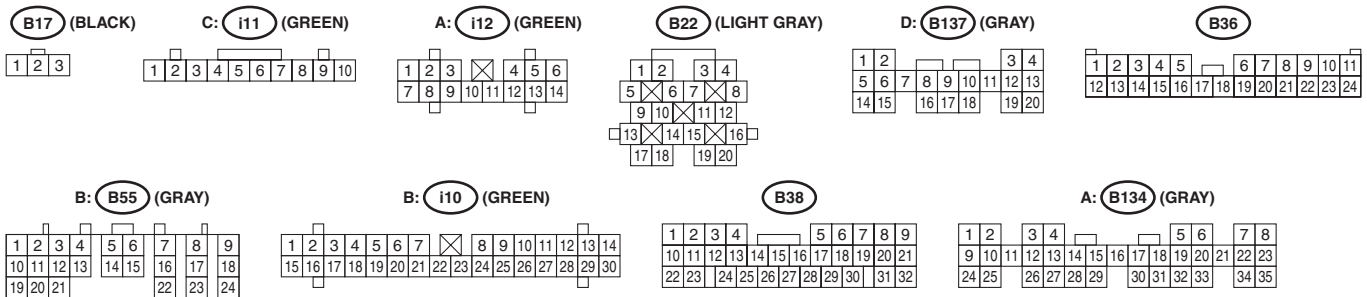 B17 (BLACK)
1 2 3
C: i11 (GREEN)
1 2 3 4 5 6 7 8 9 10
A: i12 (GREEN)
1 2 3 4 5 6
7 8 9 10 11 12 13 14
B22 (LIGHT GRAY)
1 2 3 4
5 6 7 8
9 10 11 12
13 14 15 16
17 18 19 20
D: B137 (GRAY)
1 2 3 4
5 6 7 8 9 10 11 12 13
14 15 16 17 18 19 20
B36
1 2 3 4 5 6 7 8 9 10 11
12 13 14 15 16 17 18 19 20 21 22 23 24
B: B55 (GRAY)
1 2 3 4 5 6 7 8 9
10 11 12 13 14 15 16 17 18
19 20 21 22 23 24
B: i10 (GREEN)
1 2 3 4 5 6 7 8 9 10 11 12 13 14
15 16 17 18 19 20 21 22 23 24 25 26 27 28 29 30
B38
1 2 3 4 5 6 7 8 9
10 11 12 13 14 15 16 17 18 19 20 21
22 23 24 25 26 27 28 29 30 31 32
A: B134 (GRAY)
1 2 3 4 5 6 7 8
9 10 11 12 13 14 15 16 17 18 19 20 21 22 23
24 25 26 27 28 29 30 31 32 33 34 35